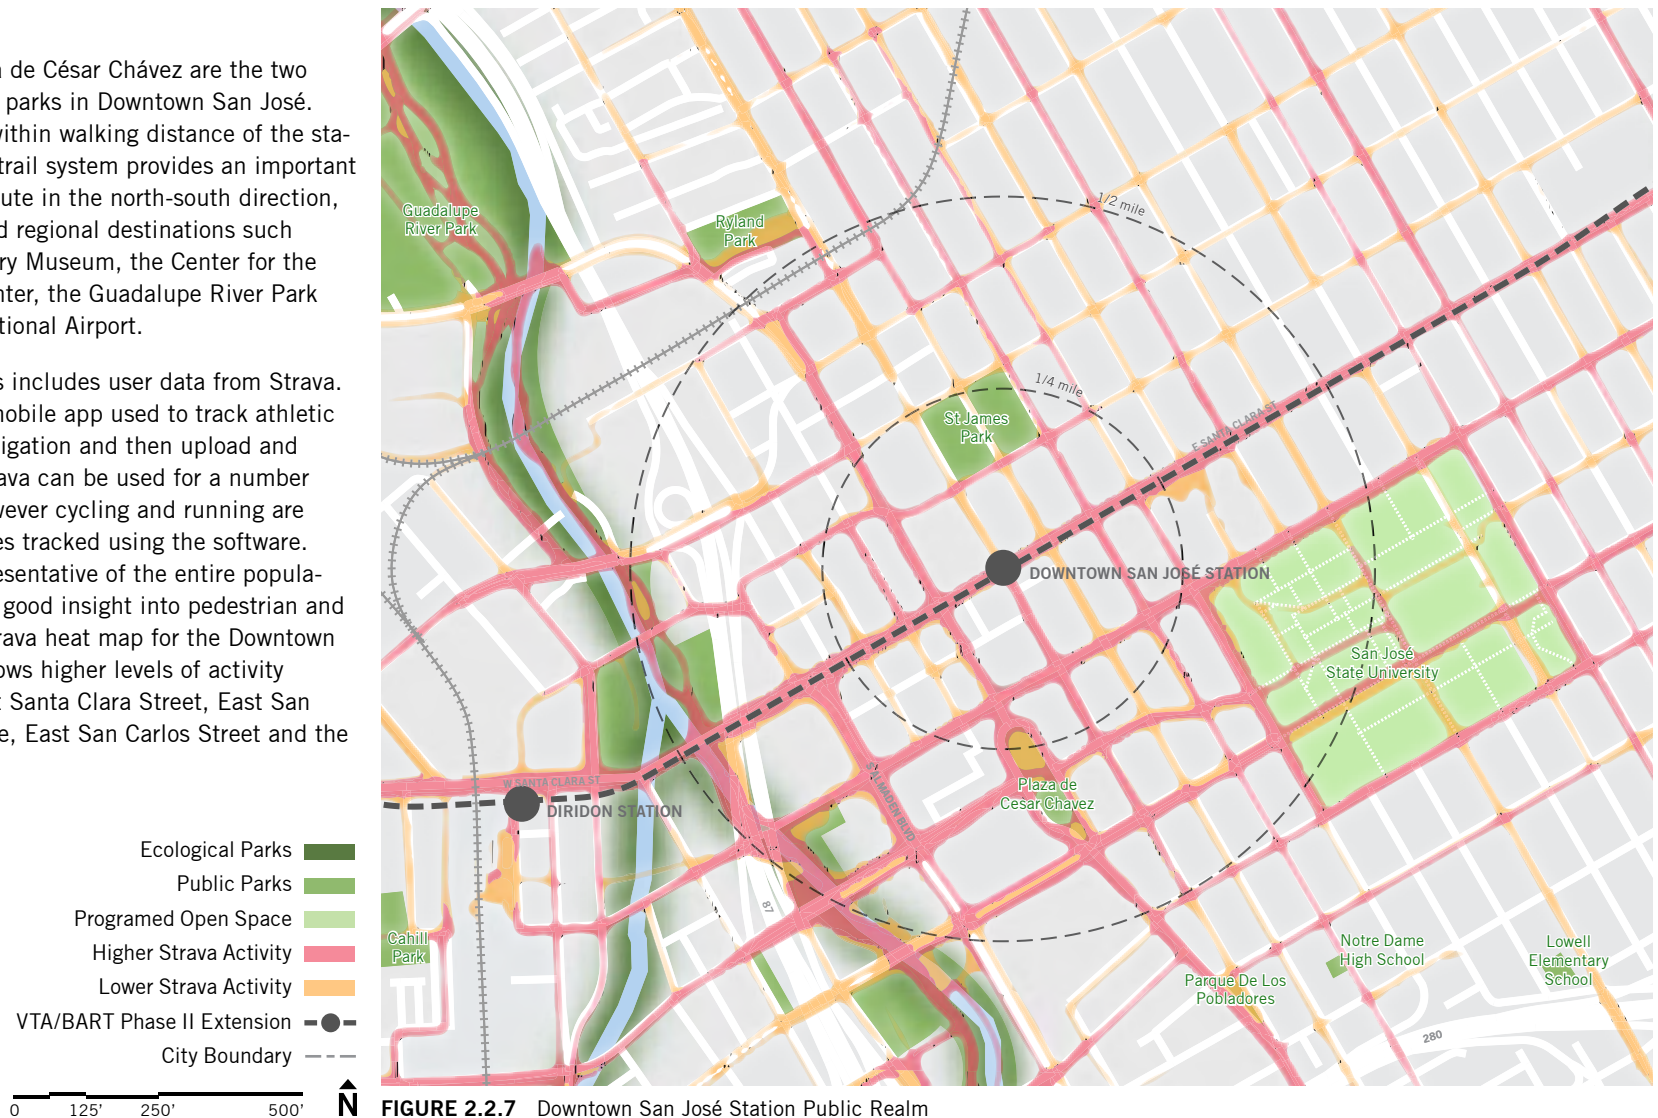 de César Chávez are the two
parks in Downtown San José.
within walking distance of the sta-
trail system provides an important
ute in the north-south direction,
d regional destinations such
ry Museum, the Center for the
nter, the Guadalupe River Park
tional Airport.
s includes user data from Strava.
mobile app used to track athletic
igation and then upload and
rava can be used for a number
wever cycling and running are
es tracked using the software.
esentative of the entire popula-
good insight into pedestrian and
rava heat map for the Downtown
ows higher levels of activity
t Santa Clara Street, East San
e, East San Carlos Street and the
Ecological Parks
Public Parks
Programed Open Space
Higher Strava Activity
Lower Strava Activity
VTA/BART Phase II Extension
City Boundary
0 125’ 250’ 500’
N
Guadalupe
River Park
Ryland
Park
1/2 mile
1/4 mile
St James
Park
E SANTA CLARA ST
DOWNTOWN SAN JOSÉ STATION
San José
State University
W SANTA CLARA ST
DIRIDON STATION
S ALMADEN BLVD
Plaza de
Cesar Chavez
87
Cahill
Park
Notre Dame
High School
Lowell
Elementary
School
Parque De Los
Pobladores
280
FIGURE 2.2.7 Downtown San José Station Public Realm